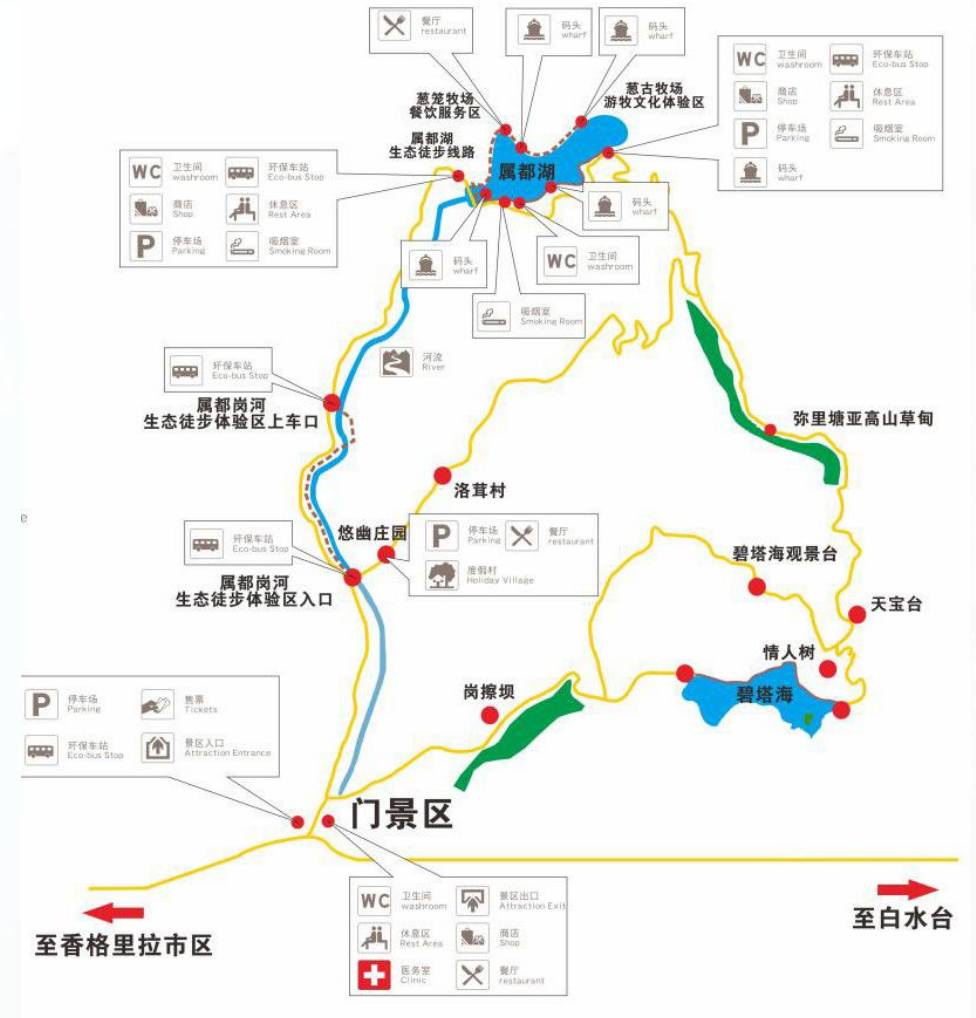 餐厅
restaurant
码头
wharf
码头
wharf
卫生间
washroom
环保车站
Eco-bus Stop
商店
Shop
休息区
Rest Area
停车场
Parking
吸烟室
Smoking Room
码头
wharf
WC
P
葱笼牧场
餐饮服务区
葱古牧场
游牧文化体验区
属都湖
生态徒步线路
属都湖
WC
卫生间
washroom
环保车站
Eco-bus Stop
商店
Shop
休息区
Rest Area
P
停车场
Parking
吸烟室
Smoking Room
码头
wharf
码头
wharf
WC
卫生间
washroom
吸烟室
Smoking Room
河流
River
环保车站
Eco-bus Stop
属都岗河
生态徒步体验区上车口
弥里塘亚高山草甸
洛茸村
e
悠幽庄园
P
停车场
Parking
餐厅
restaurant
度假村
Holiday Village
环保车站
Eco-bus Stop
属都岗河
生态徒步体验区入口
碧塔海观景台
天宝台
情人树
碧塔海
岗擦坝
P
停车场
Parking
售票
Tickets
环保车站
Eco-bus Stop
景区入口
Attraction Entrance
门景区
WC
卫生间
washroom
景区出口
Attraction Exit
休息区
Rest Area
商店
Shop
医务室
Clinic
餐厅
restaurant
至香格里拉市区
至白水台